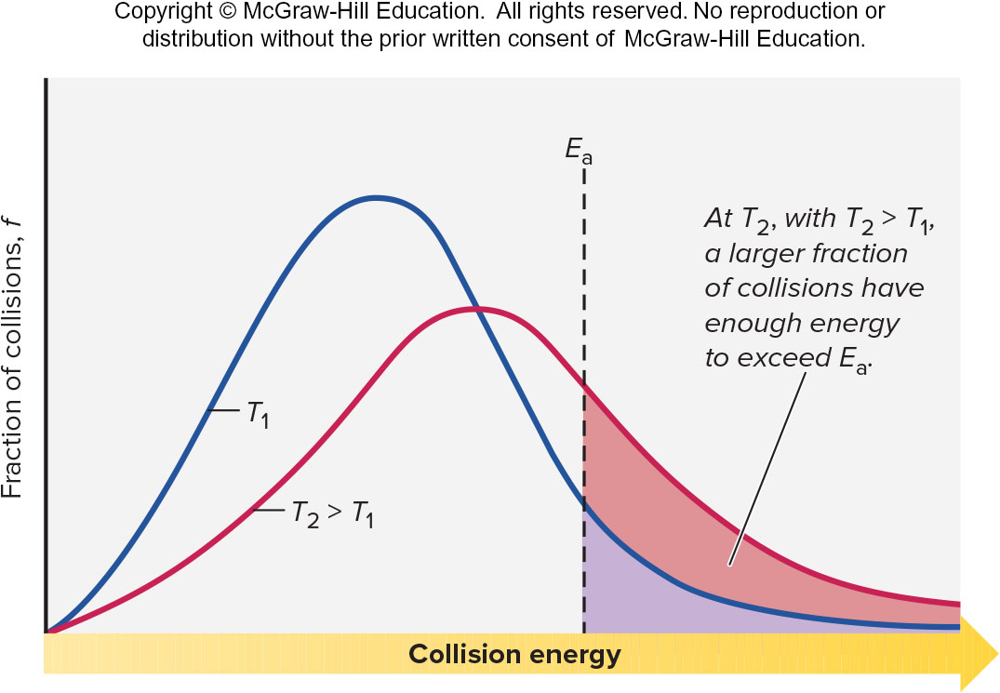 Copyright © McGraw-Hill Education.  All rights reserved. No reproduction or
distribution without the prior written consent of McGraw-Hill Education.
Eₐ
At T₂, with T₂ > T₁,
a larger fraction
of collisions have
enough energy
to exceed Eₐ.
Fraction of collisions, f
T₁
T₂ > T₁
Collision energy